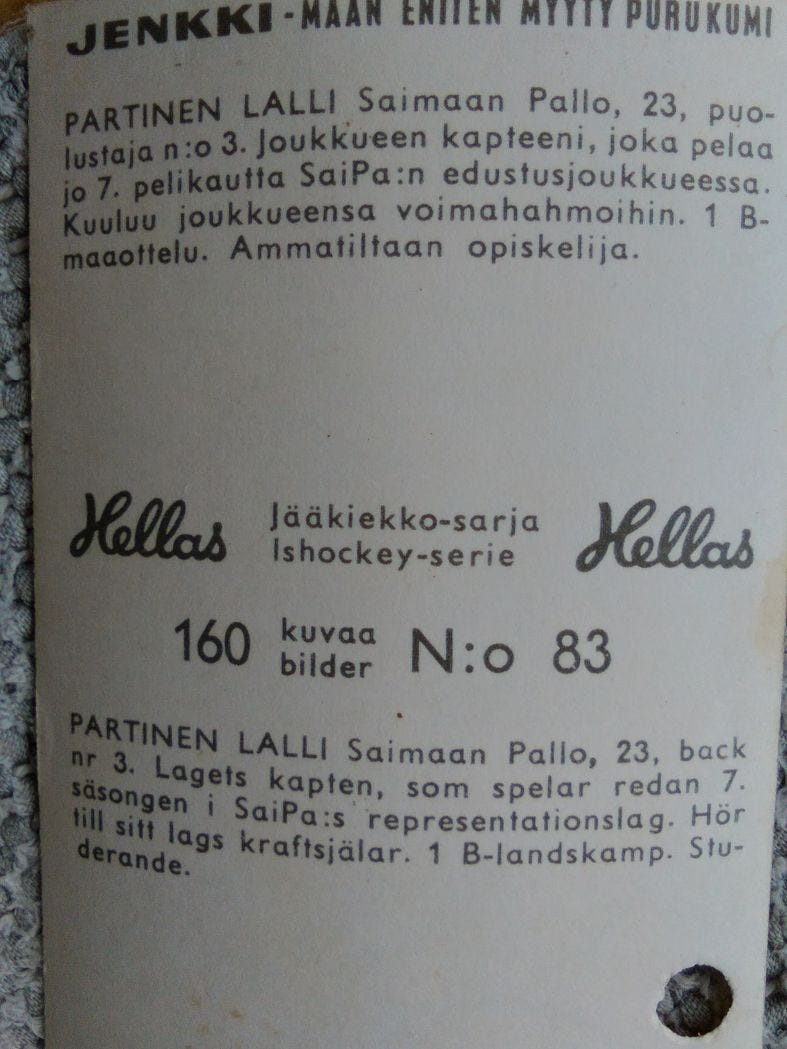 JENKKI-MAAN ENITEN MYYTY PURUKUMI
PARTINEN LALLI Saimaan Pallo, 23, puo-
lustaja n:o 3. Joukkueen kapteeni, joka pelaa
jo 7. pelikautta SaiPa:n edustusjoukkueessa.
Kuuluu joukkueensa voimahahmoihin. 1 B-
maaottelu. Ammatiltaan opiskelija.
Hellas Jääkiekko-sarja Hellas
Ishockey-serie
160 kuvaa N:o 83
bilder
PARTINEN LALLI Saimaan Pallo, 23, back
nr 3. Lagets kapten, som spelar redan 7.
säsongen i SaiPa:s representationslag. Hör
till sitt lags kraftsjälar. 1 B-landskamp. Stu-
derande.